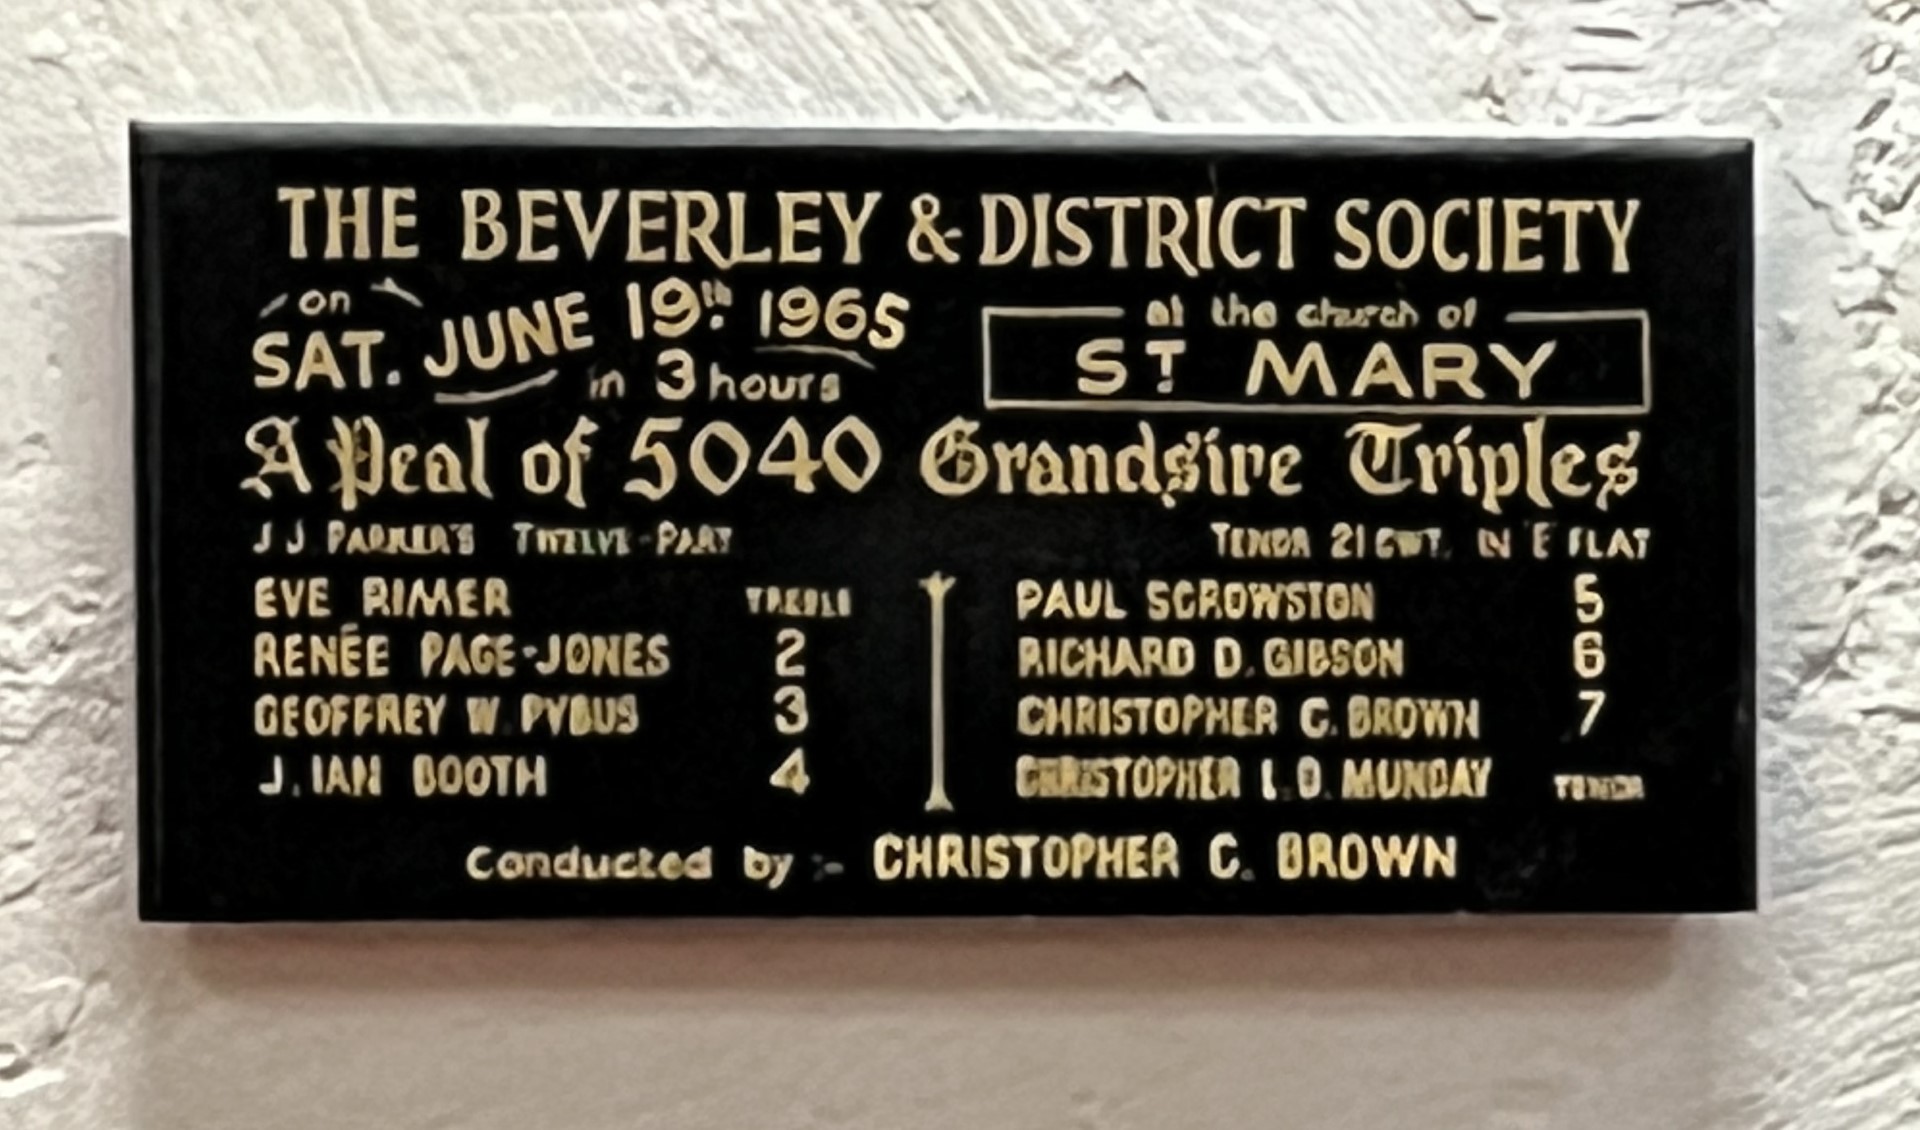 THE BEVERLEY & DISTRICT SOCIETY
on
SAT. JUNE 19th 1965
in 3 hours
at the church of
ST MARY
A Peal of 5040 Grandsire Triples
J J PARKER'S TWELVE-PART
TENOR 21 CWT. IN E FLAT
EVE RIMER TREBLE
RENÉE PAGE-JONES 2
GEOFFREY W. PYBUS 3
J. IAN BOOTH 4
PAUL SCROWSTON 5
RICHARD D. GIBSON 6
CHRISTOPHER C. BROWN 7
CHRISTOPHER MUNDAY TENOR
Conducted by :- CHRISTOPHER C. BROWN